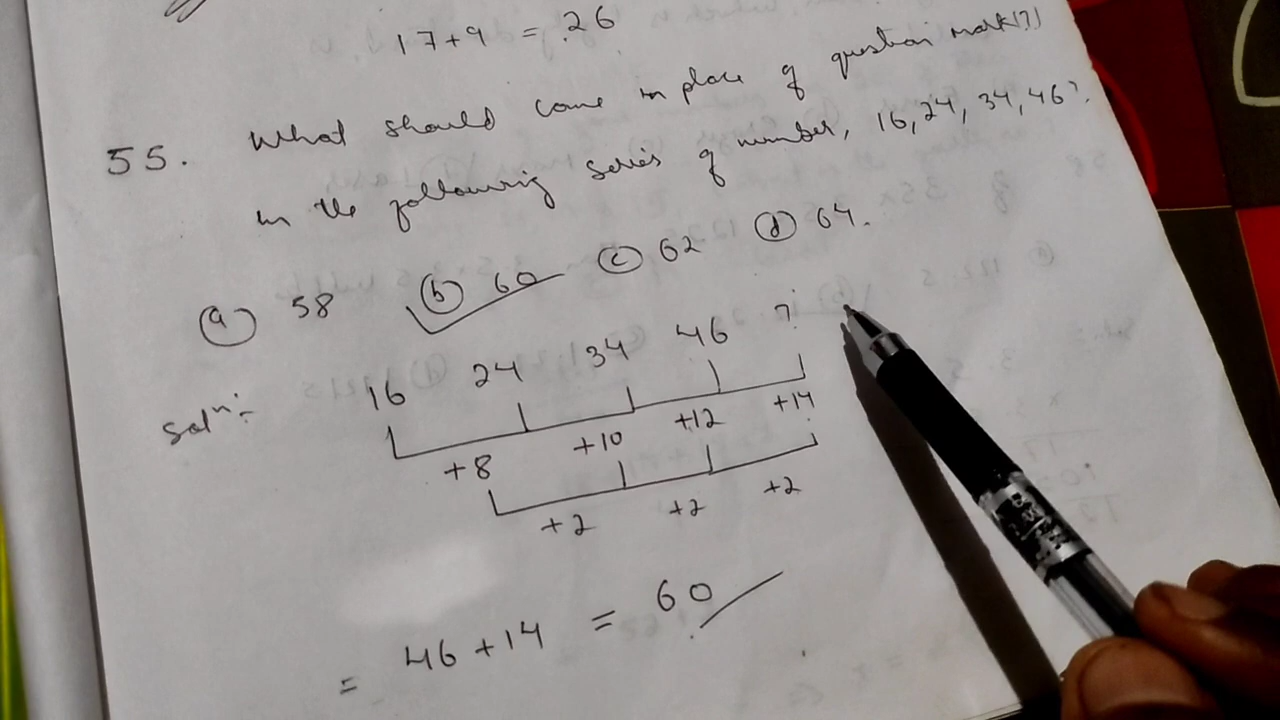 17+9 = 26
55. What should come in place of question mark(?)
in the following series of number, 16, 24, 34, 46 ?.
(a) 58 (b) 60 (c) 62 (d) 64.
Solⁿ:- 16 24 34 46 ?
+8 +10 +12 +14
+2 +2 +2
= 46 + 14 = 60